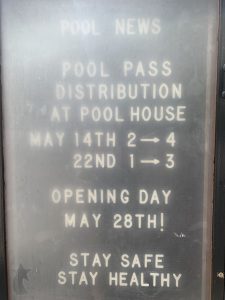 POOL NEWS
POOL PASS
DISTRIBUTION
AT POOL HOUSE
MAY 14TH 2→4
22ND 1→3
OPENING DAY
MAY 28TH!
STAY SAFE
STAY HEALTHY